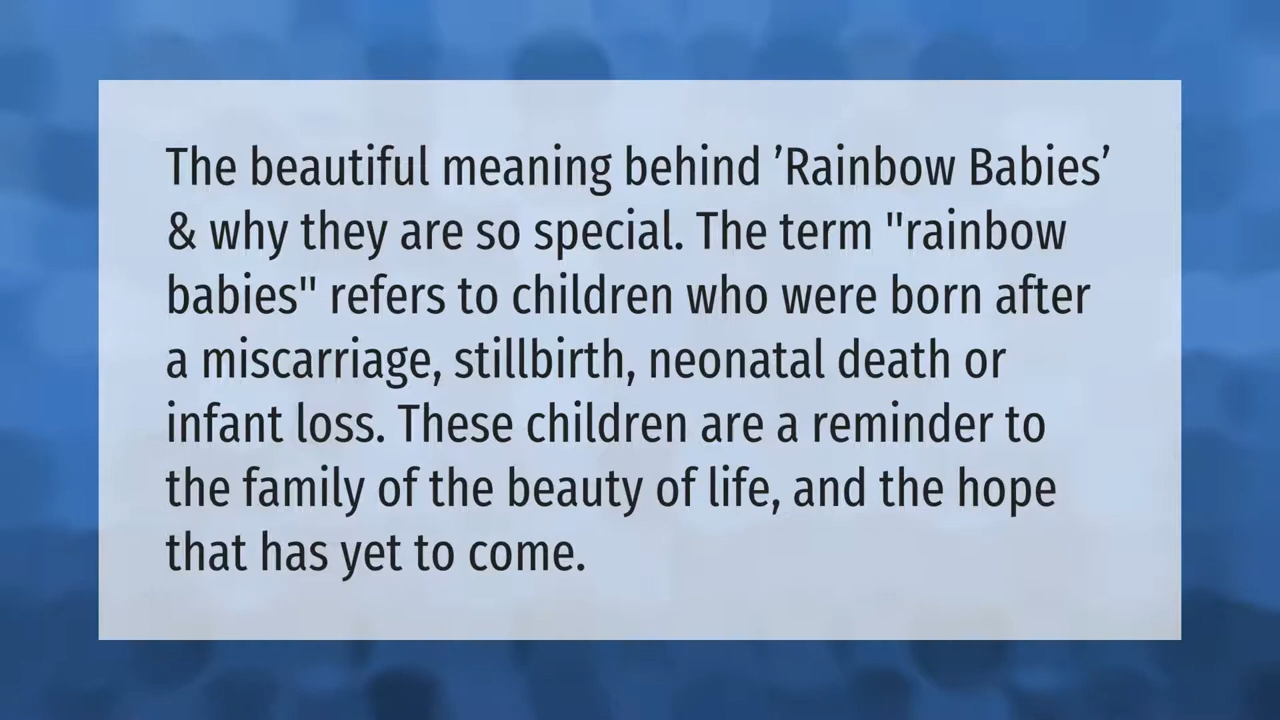 The beautiful meaning behind ’Rainbow Babies’
& why they are so special. The term "rainbow
babies" refers to children who were born after
a miscarriage, stillbirth, neonatal death or
infant loss. These children are a reminder to
the family of the beauty of life, and the hope
that has yet to come.